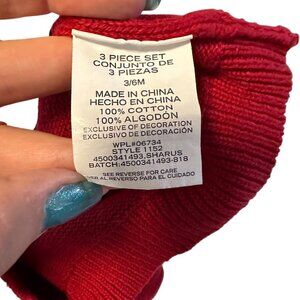 3 PIECE SET
CONJUNTO DE
3 PIEZAS
3/6M
MADE IN CHINA
HECHO EN CHINA
100% COTTON
100% ALGODÓN
EXCLUSIVE OF DECORATION
EXCLUSIVO DE DECORACIÓN
WPL#06734
STYLE 1152
4500341493,SHARUS
BATCH:4500341493-818
SEE REVERSE FOR CARE
VER AL REVERSO PARA EL CUIDADO